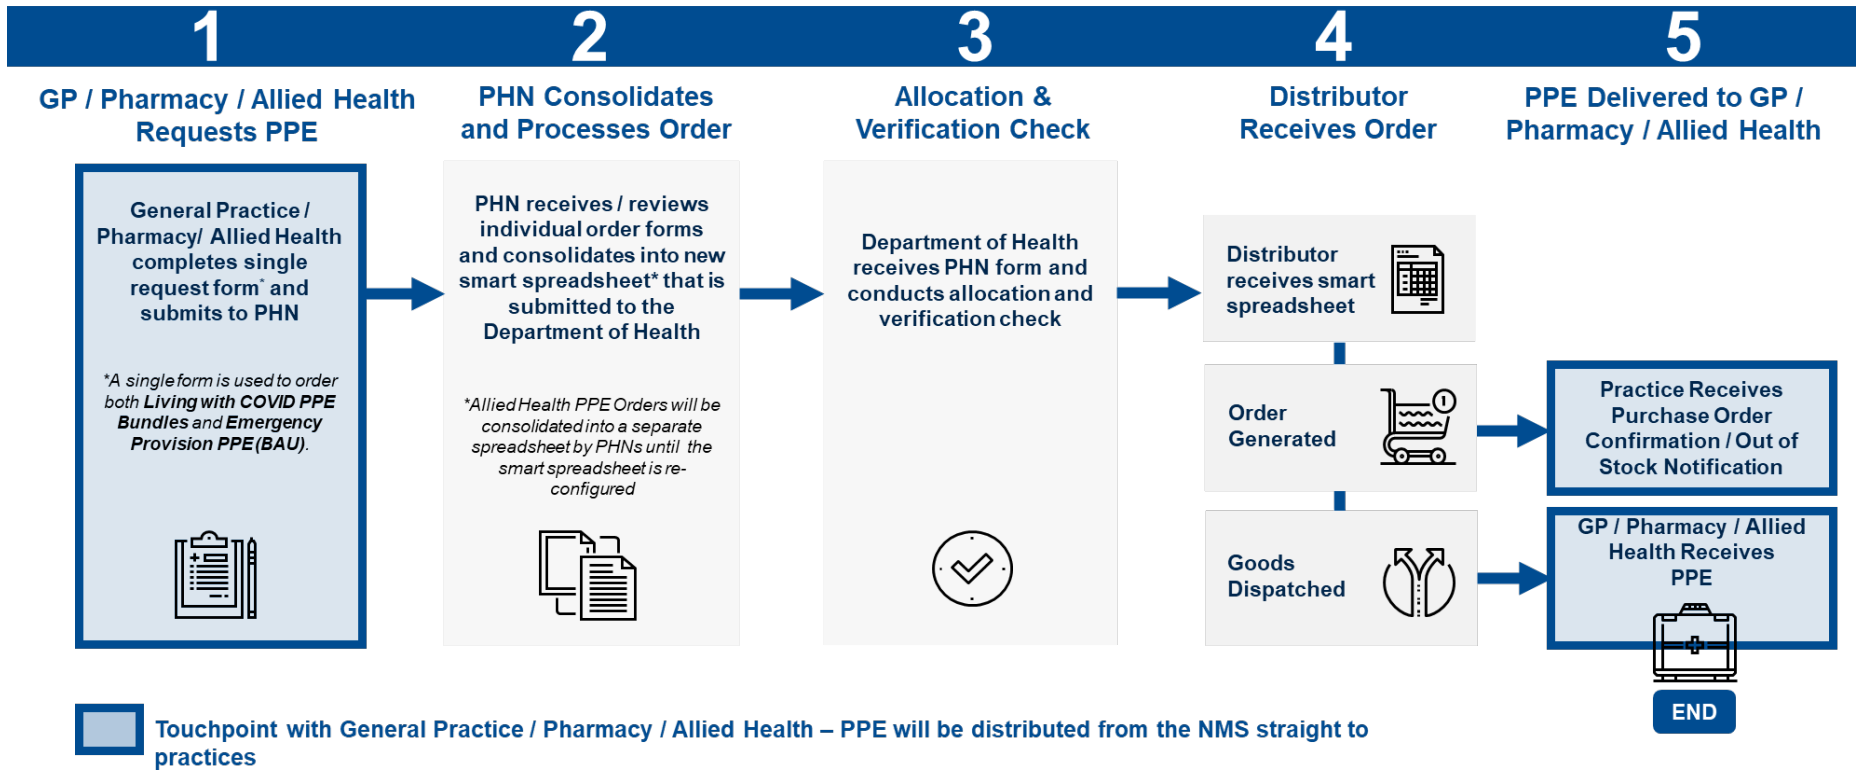 1
2
3
4
5
GP / Pharmacy / Allied Health
Requests PPE
PHN Consolidates
and Processes Order
Allocation &
Verification Check
Distributor
Receives Order
PPE Delivered to GP /
Pharmacy / Allied Health
General Practice /
Pharmacy/ Allied Health
completes single
request form* and
submits to PHN
*A single form is used to order
both Living with COVID PPE
Bundles and Emergency
Provision PPE(BAU).
PHN receives / reviews
individual order forms
and consolidates into new
smart spreadsheet* that is
submitted to the
Department of Health
*Allied Health PPE Orders will be
consolidated into a separate
spreadsheet by PHNs until the
smart spreadsheet is re-
configured
Department of Health
receives PHN form and
conducts allocation and
verification check
Distributor
receives smart
spreadsheet
Order
Generated
1
Goods
Dispatched
Practice Receives
Purchase Order
Confirmation / Out of
Stock Notification
GP / Pharmacy / Allied
Health Receives
PPE
END
Touchpoint with General Practice / Pharmacy / Allied Health – PPE will be distributed from the NMS straight to
practices